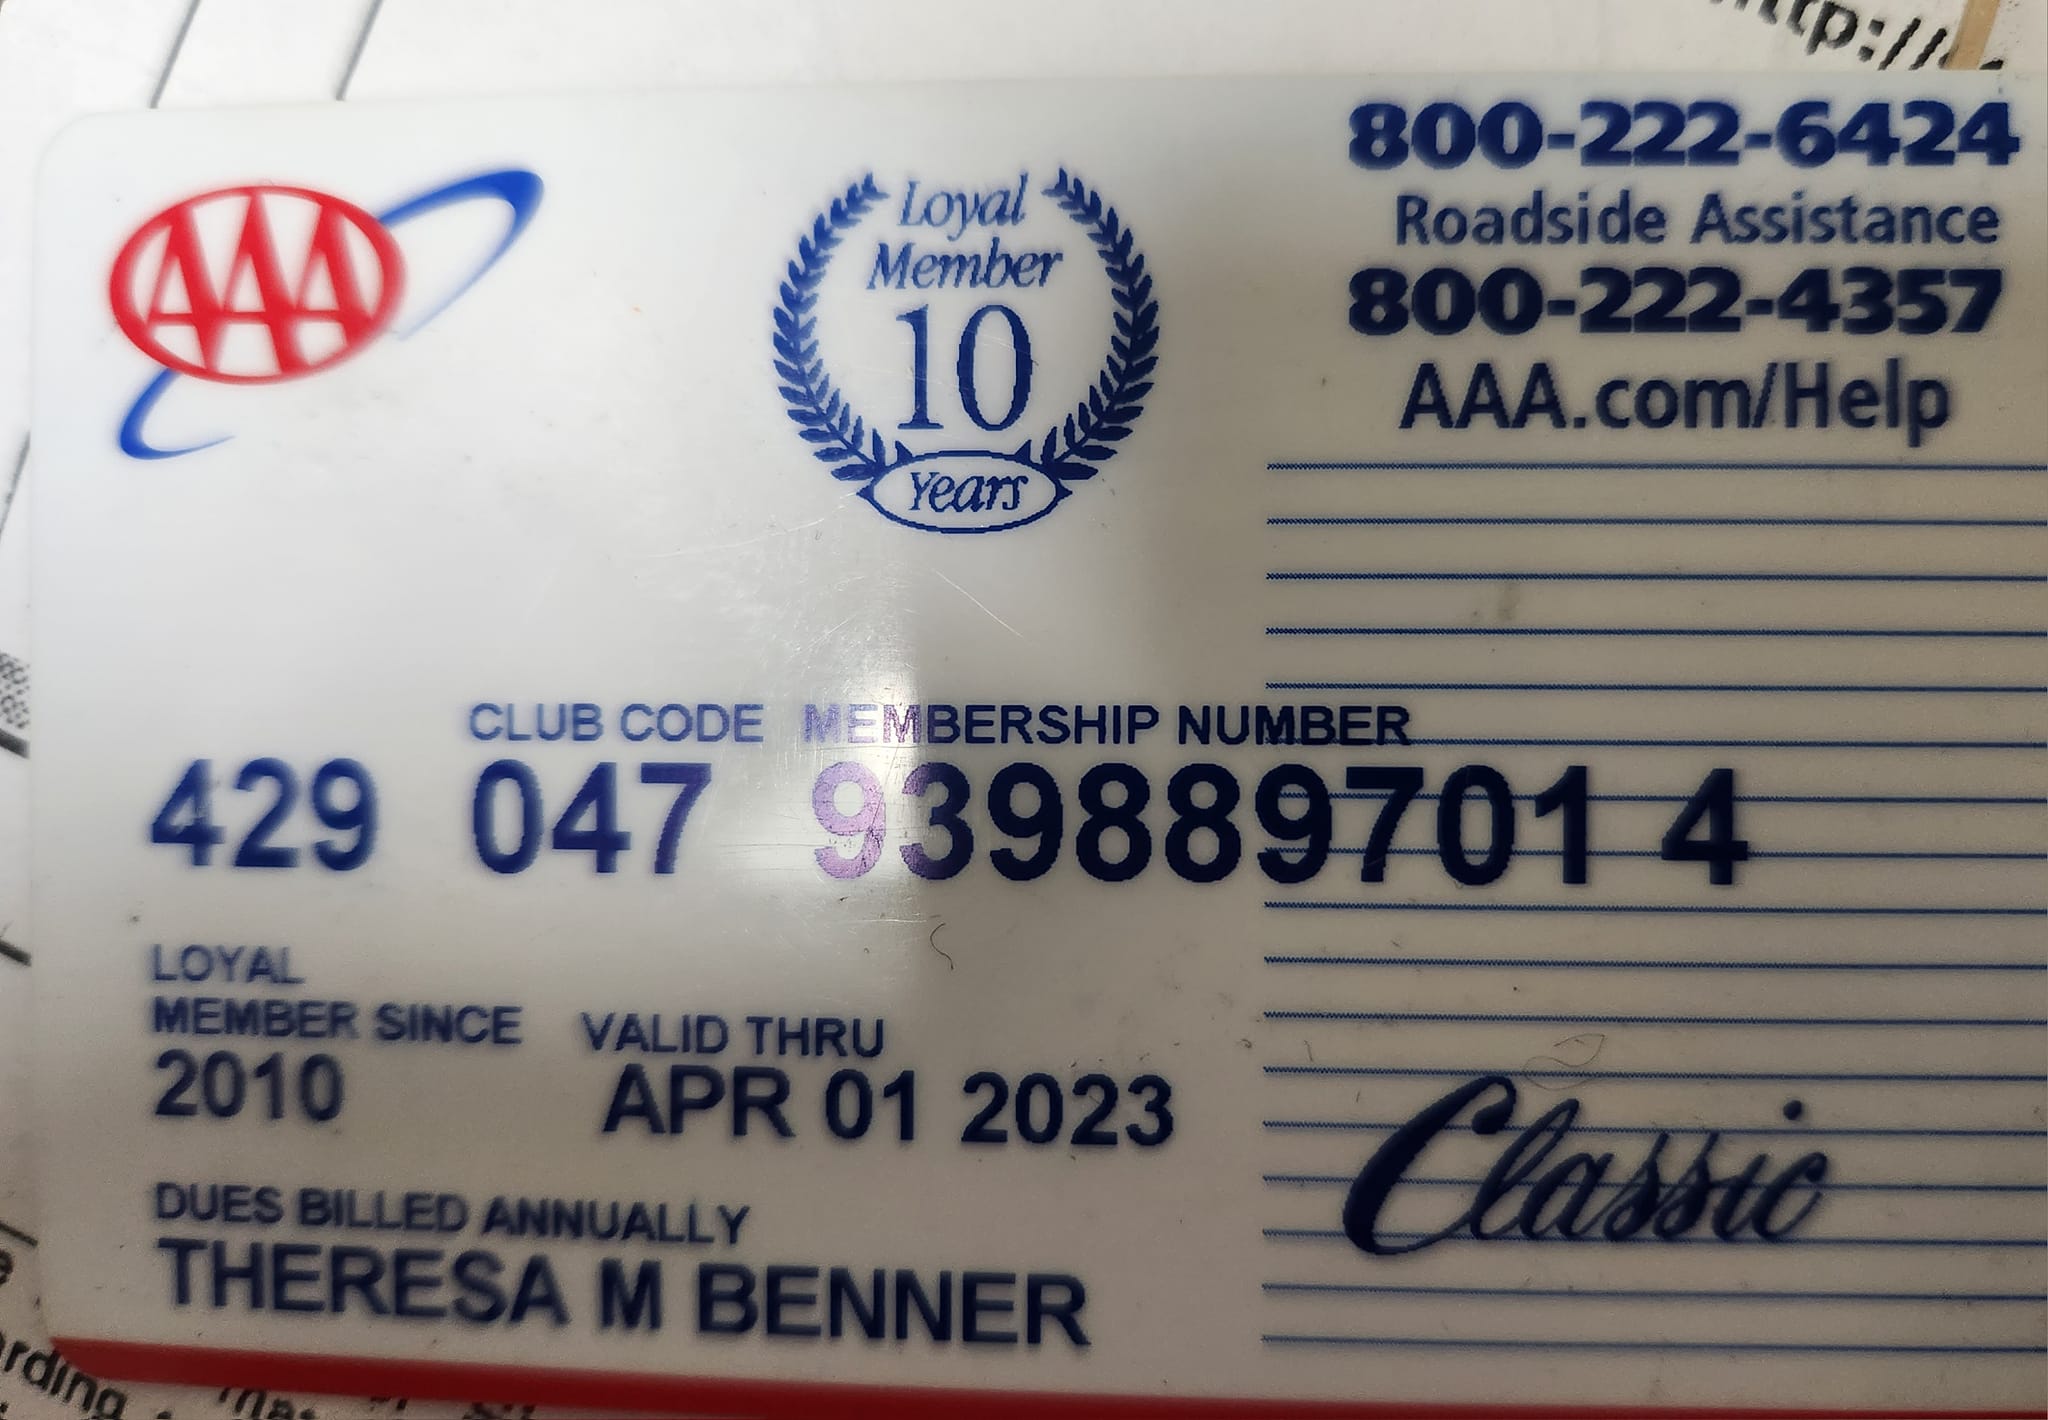 http://
AAA
Loyal
Member
10
Years
800-222-6424
Roadside Assistance
800-222-4357
AAA.com/Help
CLUB CODE MEMBERSHIP NUMBER
429 047 939889701 4
LOYAL
MEMBER SINCE VALID THRU
2010 APR 01 2023
DUES BILLED ANNUALLY
THERESA M BENNER
Classic